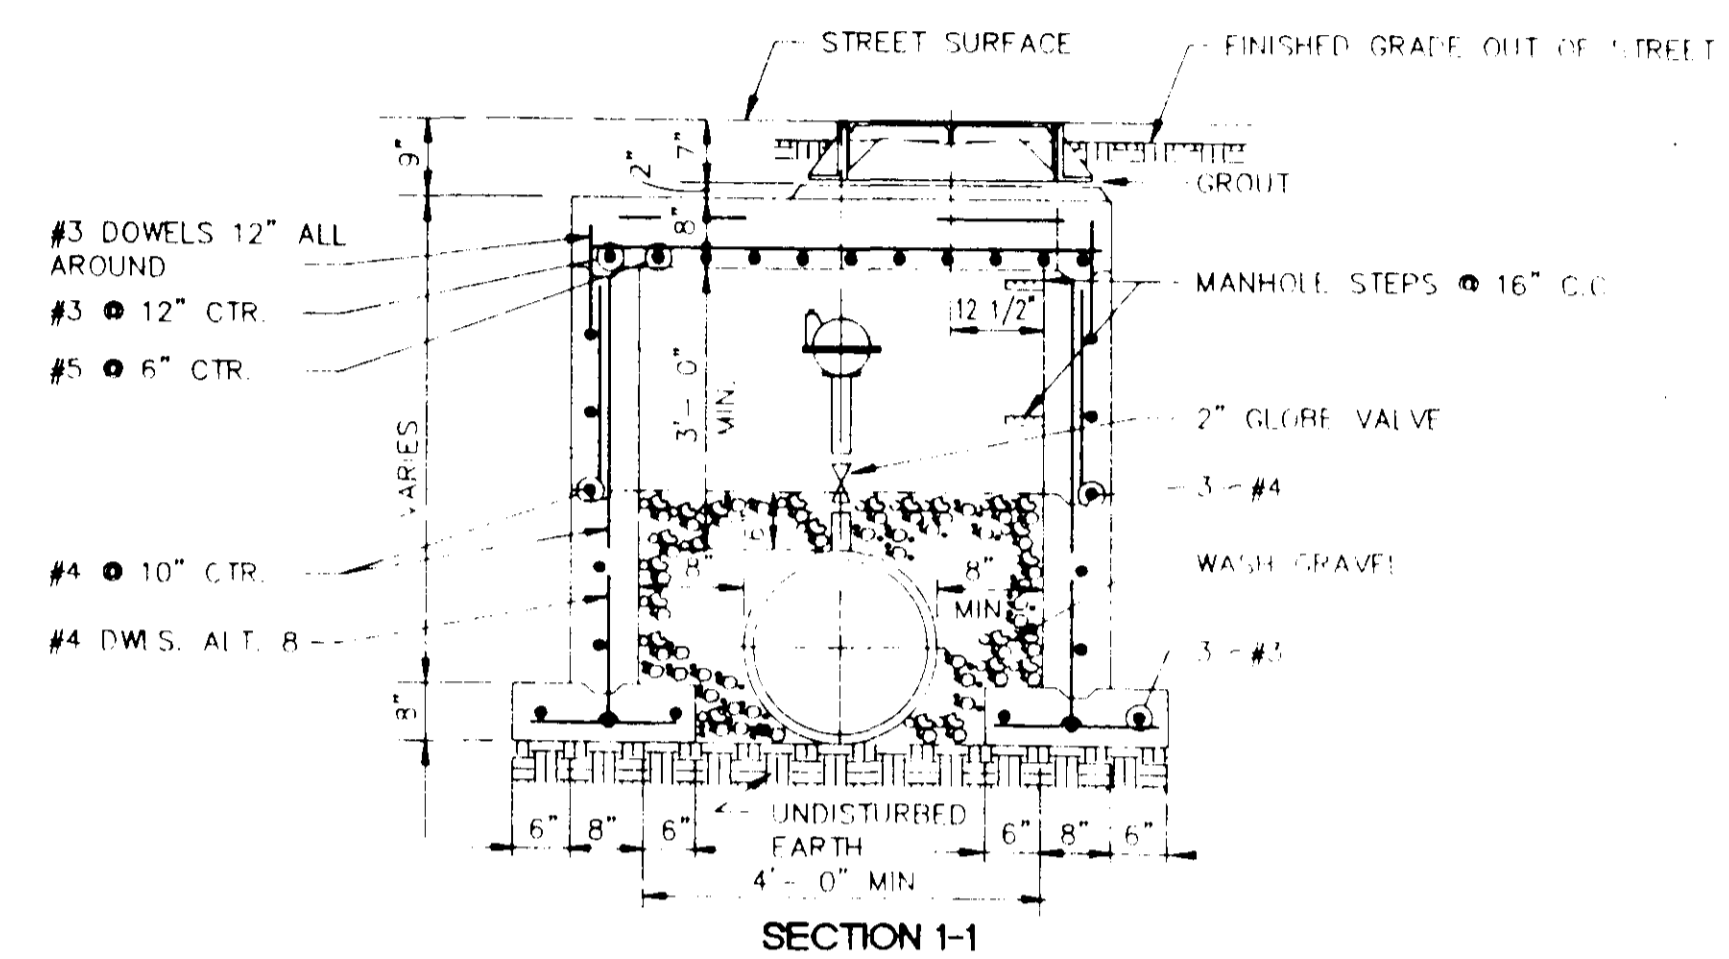 STREET SURFACE
FINISHED GRADE OUT OF STREET
9"
2"
7"
GROUT
#3 DOWELS 12" ALL
AROUND
8"
MANHOLE STEPS @ 16" C.C
#3 @ 12" CTR.
12 1/2"
#5 @ 6" CTR.
3'- 0"
MIN.
2" GLOBE VALVE
VARIES
3 - #4
6"
8"
8"
MIN
WASH GRAVEL
#4 @ 10" CTR.
#4 DWLS. ALT. 8
3 - #3
8"
UNDISTURBED
EARTH
6"
8"
6"
6"
8"
6"
4'- 0" MIN
SECTION 1-1